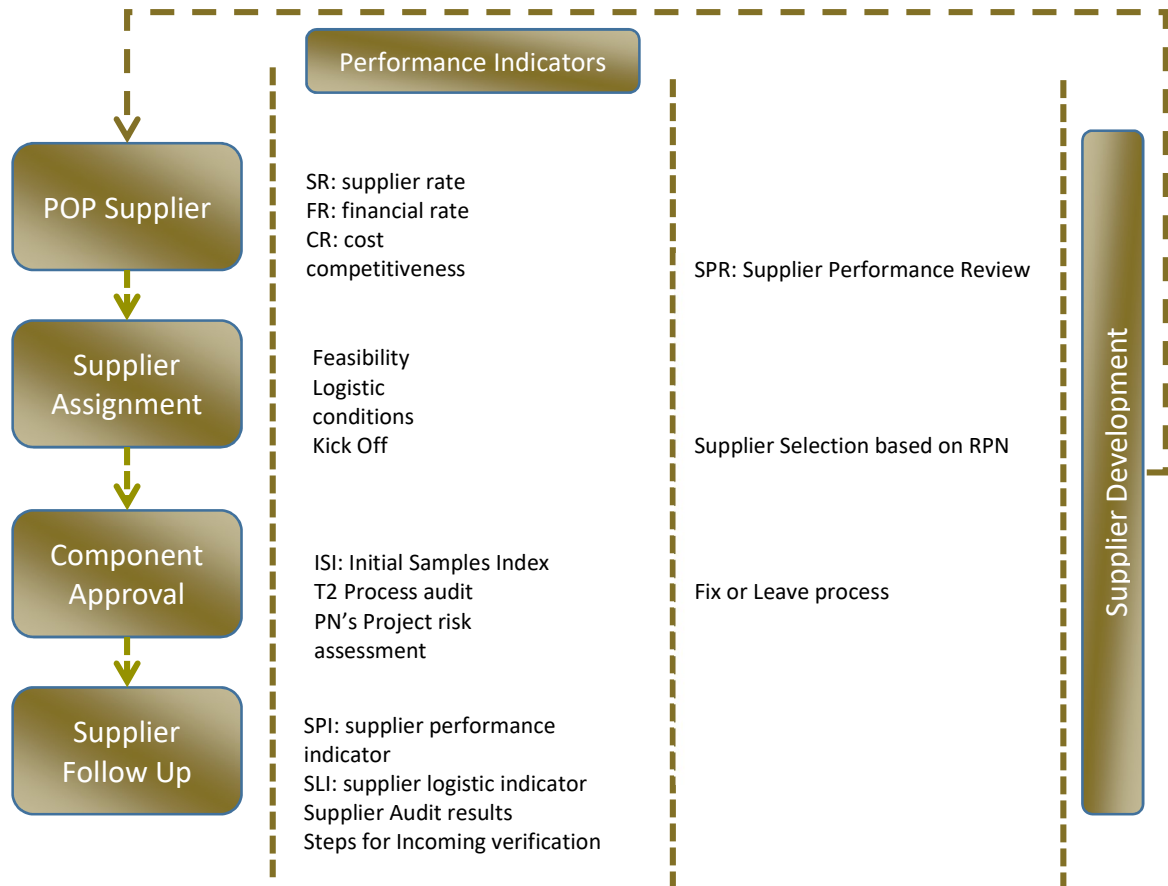 Performance Indicators
POP Supplier
SR: supplier rate
FR: financial rate
CR: cost
competitiveness
SPR: Supplier Performance Review
Supplier
Assignment
Feasibility
Logistic
conditions
Kick Off
Supplier Selection based on RPN
Component
Approval
ISI: Initial Samples Index
T2 Process audit
PN’s Project risk
assessment
Fix or Leave process
Supplier
Follow Up
SPI: supplier performance
indicator
SLI: supplier logistic indicator
Supplier Audit results
Steps for Incoming verification
Supplier Development